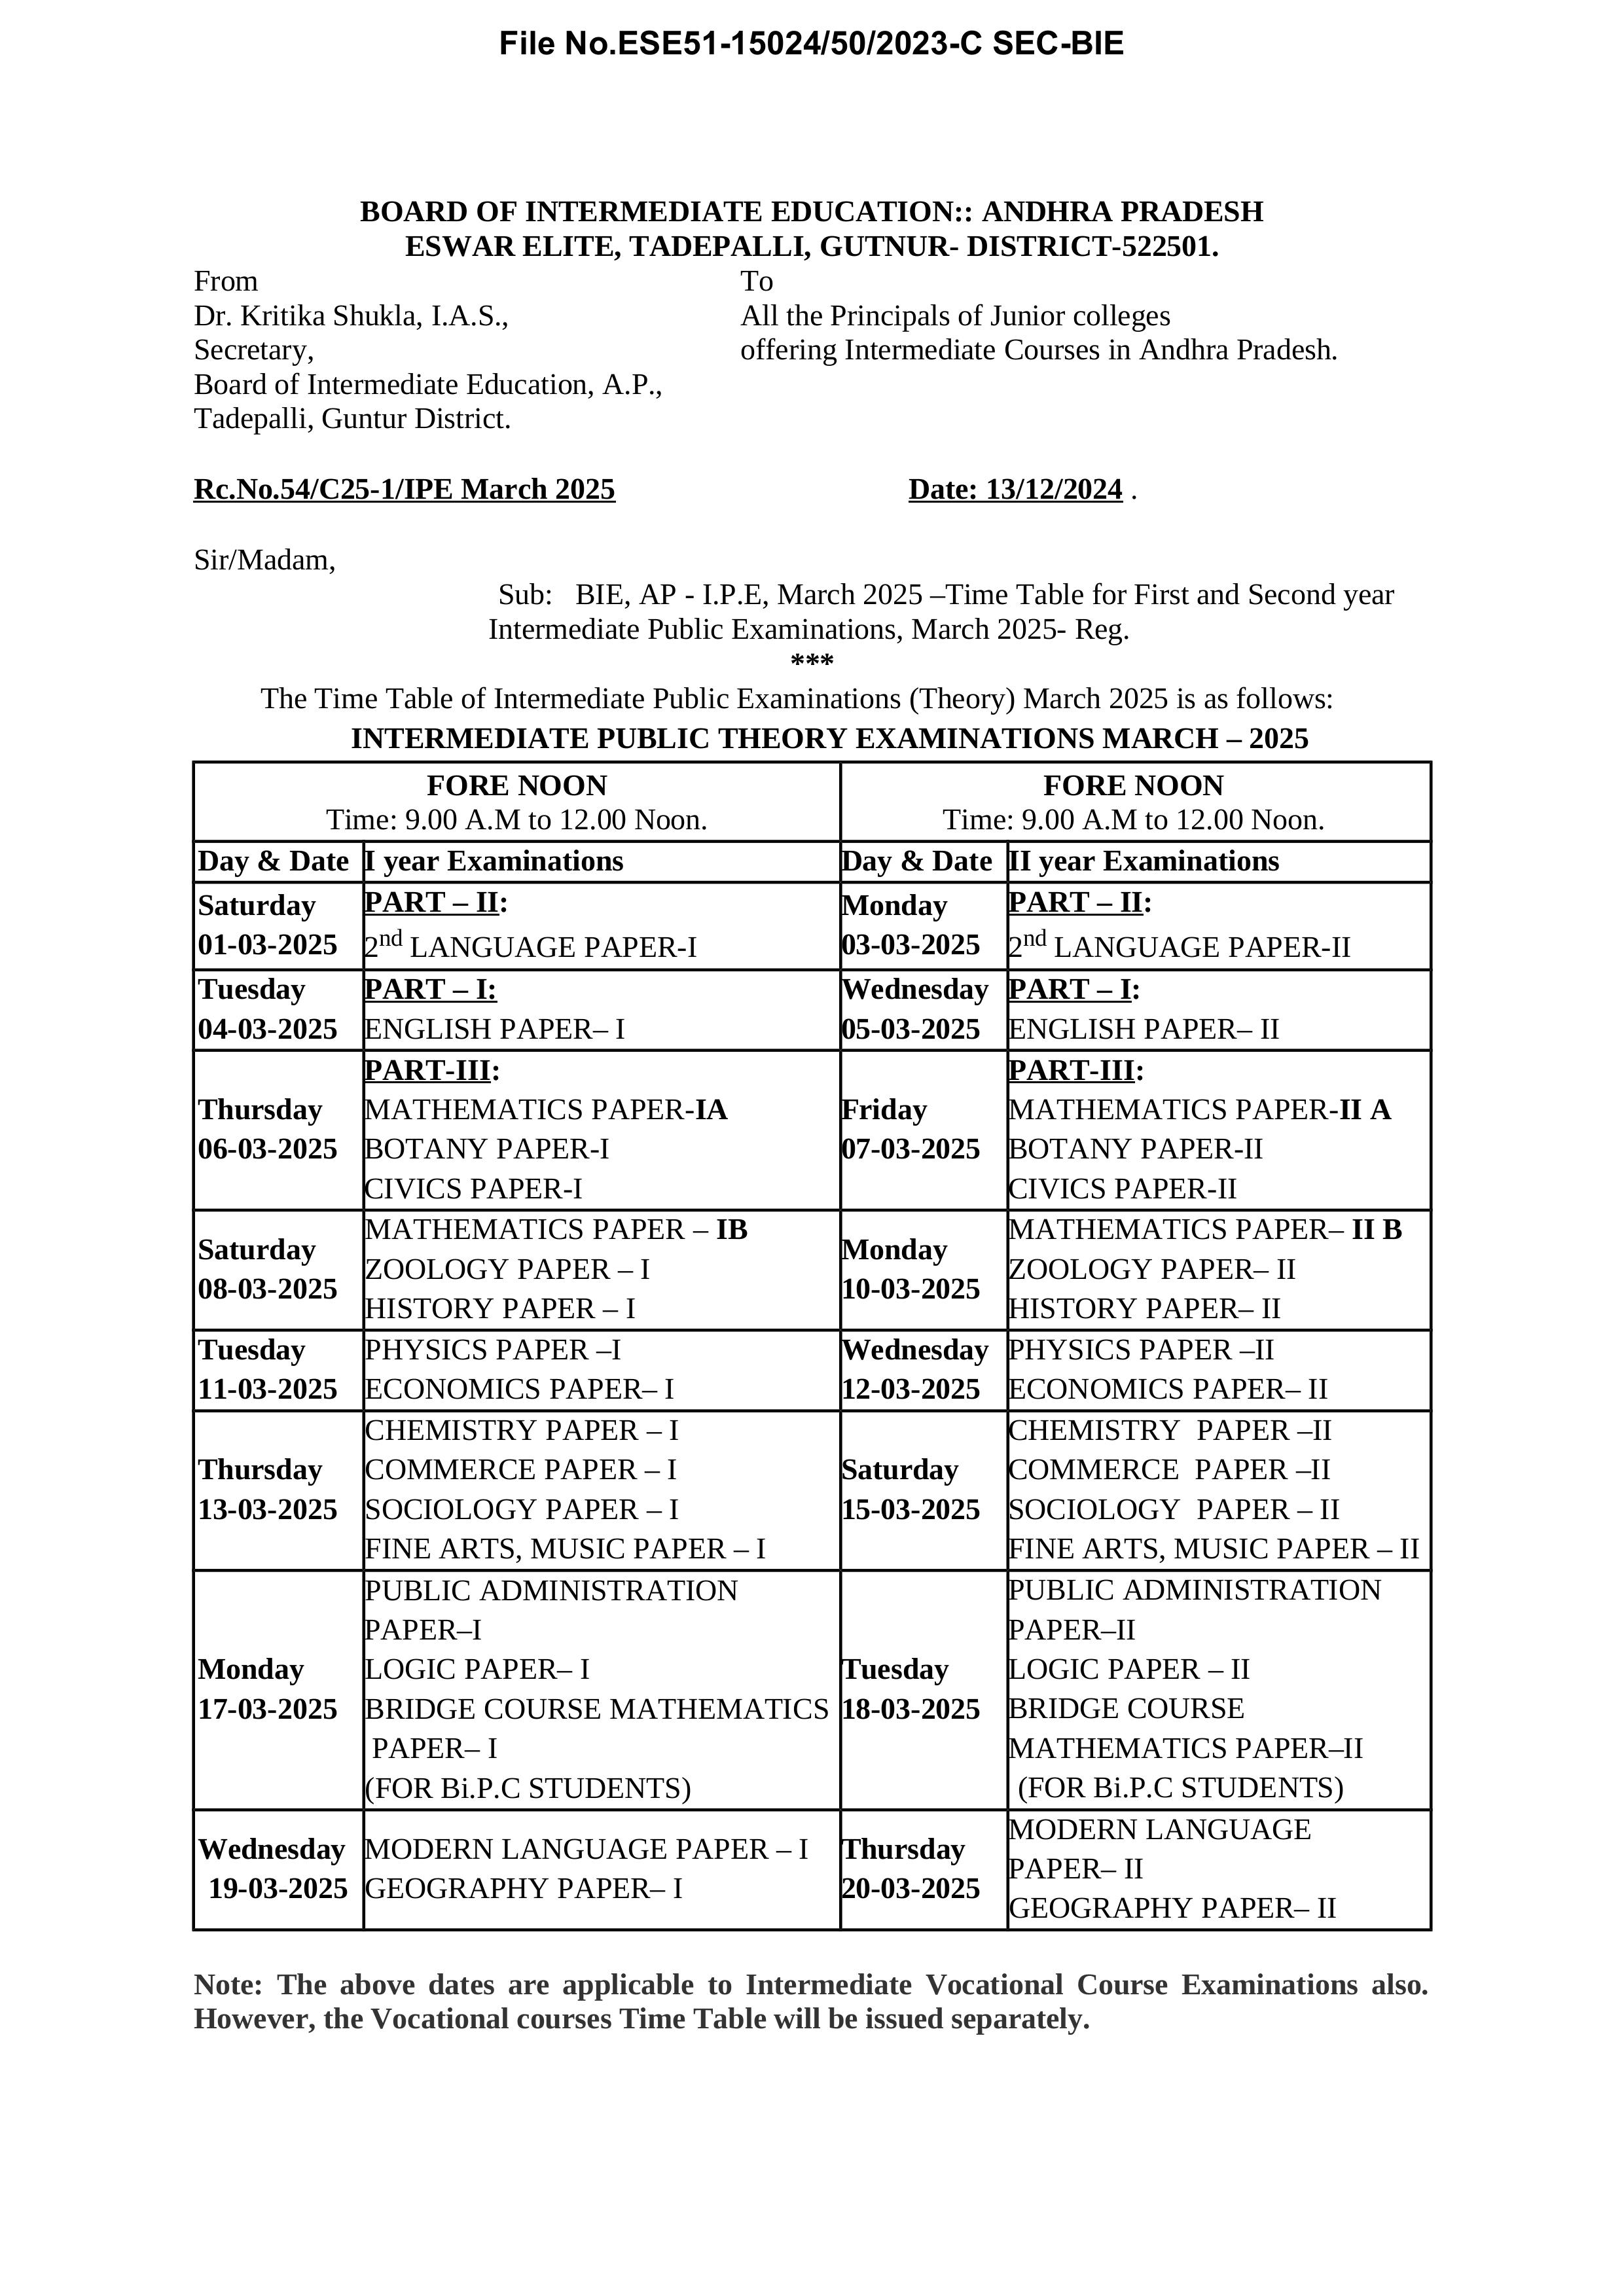 File No.ESE51-15024/50/2023-C SEC-BIE
BOARD OF INTERMEDIATE EDUCATION:: ANDHRA PRADESH
ESWAR ELITE, TADEPALLI, GUTNUR- DISTRICT-522501.
From
Dr. Kritika Shukla, I.A.S.,
Secretary,
Board of Intermediate Education, A.P.,
Tadepalli, Guntur District.
To
All the Principals of Junior colleges
offering Intermediate Courses in Andhra Pradesh.
Rc.No.54/C25-1/IPE March 2025 Date: 13/12/2024 .
Sir/Madam,
Sub: BIE, AP - I.P.E, March 2025 –Time Table for First and Second year
Intermediate Public Examinations, March 2025- Reg.
***
The Time Table of Intermediate Public Examinations (Theory) March 2025 is as follows:
INTERMEDIATE PUBLIC THEORY EXAMINATIONS MARCH – 2025
FORE NOON
Time: 9.00 A.M to 12.00 Noon.
FORE NOON
Time: 9.00 A.M to 12.00 Noon.
Day & Date I year Examinations Day & Date II year Examinations
Saturday
01-03-2025
PART – II:
2nd LANGUAGE PAPER-I
Monday
03-03-2025
PART – II:
2nd LANGUAGE PAPER-II
Tuesday
04-03-2025
PART – I:
ENGLISH PAPER– I
Wednesday
05-03-2025
PART – I:
ENGLISH PAPER– II
Thursday
06-03-2025
PART-III:
MATHEMATICS PAPER-IA
BOTANY PAPER-I
CIVICS PAPER-I
Friday
07-03-2025
PART-III:
MATHEMATICS PAPER-II A
BOTANY PAPER-II
CIVICS PAPER-II
Saturday
08-03-2025
MATHEMATICS PAPER – IB
ZOOLOGY PAPER – I
HISTORY PAPER – I
Monday
10-03-2025
MATHEMATICS PAPER– II B
ZOOLOGY PAPER– II
HISTORY PAPER– II
Tuesday
11-03-2025
PHYSICS PAPER –I
ECONOMICS PAPER– I
Wednesday
12-03-2025
PHYSICS PAPER –II
ECONOMICS PAPER– II
Thursday
13-03-2025
CHEMISTRY PAPER – I
COMMERCE PAPER – I
SOCIOLOGY PAPER – I
FINE ARTS, MUSIC PAPER – I
Saturday
15-03-2025
CHEMISTRY PAPER –II
COMMERCE PAPER –II
SOCIOLOGY PAPER – II
FINE ARTS, MUSIC PAPER – II
Monday
17-03-2025
PUBLIC ADMINISTRATION
PAPER–I
LOGIC PAPER– I
BRIDGE COURSE MATHEMATICS
PAPER– I
(FOR Bi.P.C STUDENTS)
Tuesday
18-03-2025
PUBLIC ADMINISTRATION
PAPER–II
LOGIC PAPER – II
BRIDGE COURSE
MATHEMATICS PAPER–II
(FOR Bi.P.C STUDENTS)
Wednesday
19-03-2025
MODERN LANGUAGE PAPER – I
GEOGRAPHY PAPER– I
Thursday
20-03-2025
MODERN LANGUAGE
PAPER– II
GEOGRAPHY PAPER– II
Note: The above dates are applicable to Intermediate Vocational Course Examinations also.
However, the Vocational courses Time Table will be issued separately.